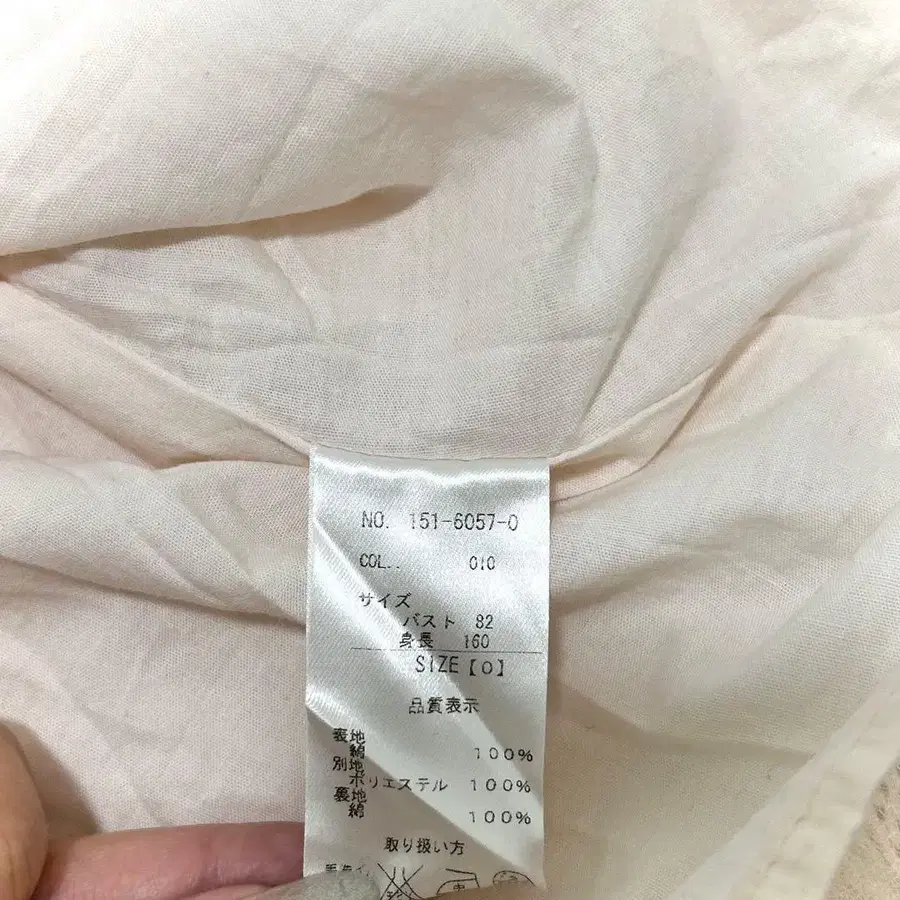 NO. 151-6057-0
COL.. 010
サイズ
バスト 82
身長 160
SIZE【0】
品質表示
表地
綿 100%
別地
ポリエステル 100%
裏地
綿 100%
取り扱い方
中